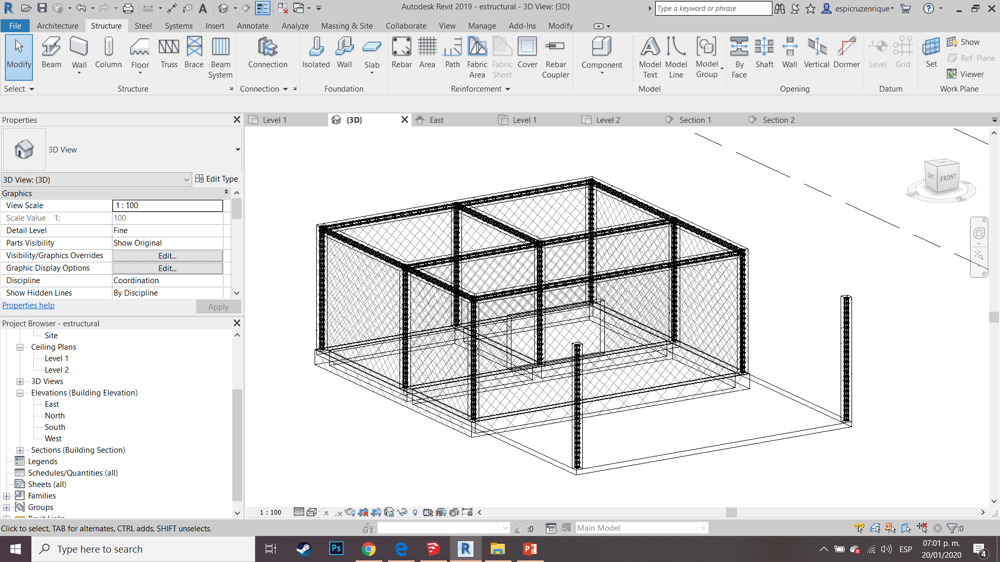 Autodesk Revit 2019 - estructural - 3D View: {3D}
Type a keyword or phrase
espicruzenrique
File
Architecture
Structure
Steel
Systems
Insert
Annotate
Analyze
Massing & Site
Collaborate
View
Manage
Add-Ins
Modify
Modify
Beam
Wall
Column
Floor
Truss
Brace
Beam System
Connection
Isolated
Wall
Slab
Rebar
Area
Path
Fabric Area
Fabric Sheet
Cover
Rebar Coupler
Component
Model Text
Model Line
Model Group
By Face
Shaft
Wall
Vertical
Dormer
Level
Grid
Set
Show
Ref Plane
Viewer
Select
Structure
Connection
Foundation
Reinforcement
Model
Opening
Datum
Work Plane
Properties
Level 1
{3D}
East
Level 1
Level 2
Section 1
Section 2
3D View
3D View: {3D}
Edit Type
Graphics
View Scale 1 : 100
Scale Value 1: 100
Detail Level Fine
Parts Visibility Show Original
Visibility/Graphics Overrides Edit...
Graphic Display Options Edit...
Discipline Coordination
Show Hidden Lines By Discipline
Properties help
Apply
Project Browser - estructural
Site
Ceiling Plans
Level 1
Level 2
3D Views
Elevations (Building Elevation)
East
North
South
West
Sections (Building Section)
Legends
Schedules/Quantities (all)
Sheets (all)
Families
Groups
Revit Links
LEFT
FRONT
1 : 100
Click to select, TAB for alternates, CTRL adds, SHIFT unselects.
:0
Main Model
:0
Type here to search
Ps
R
ESP
07:01 p. m.
20/01/2020
4